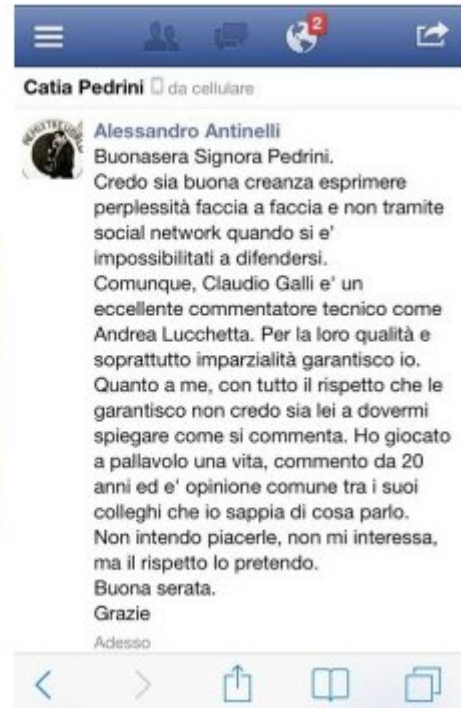 2
Catia Pedrini da cellulare
Alessandro Antinelli
Buonasera Signora Pedrini.
Credo sia buona creanza esprimere
perplessità faccia a faccia e non tramite
social network quando si e'
impossibilitati a difendersi.
Comunque, Claudio Galli e' un
eccellente commentatore tecnico come
Andrea Lucchetta. Per la loro qualità e
soprattutto imparzialità garantisco io.
Quanto a me, con tutto il rispetto che le
garantisco non credo sia lei a dovermi
spiegare come si commenta. Ho giocato
a pallavolo una vita, commento da 20
anni ed e' opinione comune tra i suoi
colleghi che io sappia di cosa parlo.
Non intendo piacerle, non mi interessa,
ma il rispetto lo pretendo.
Buona serata.
Grazie
Adesso